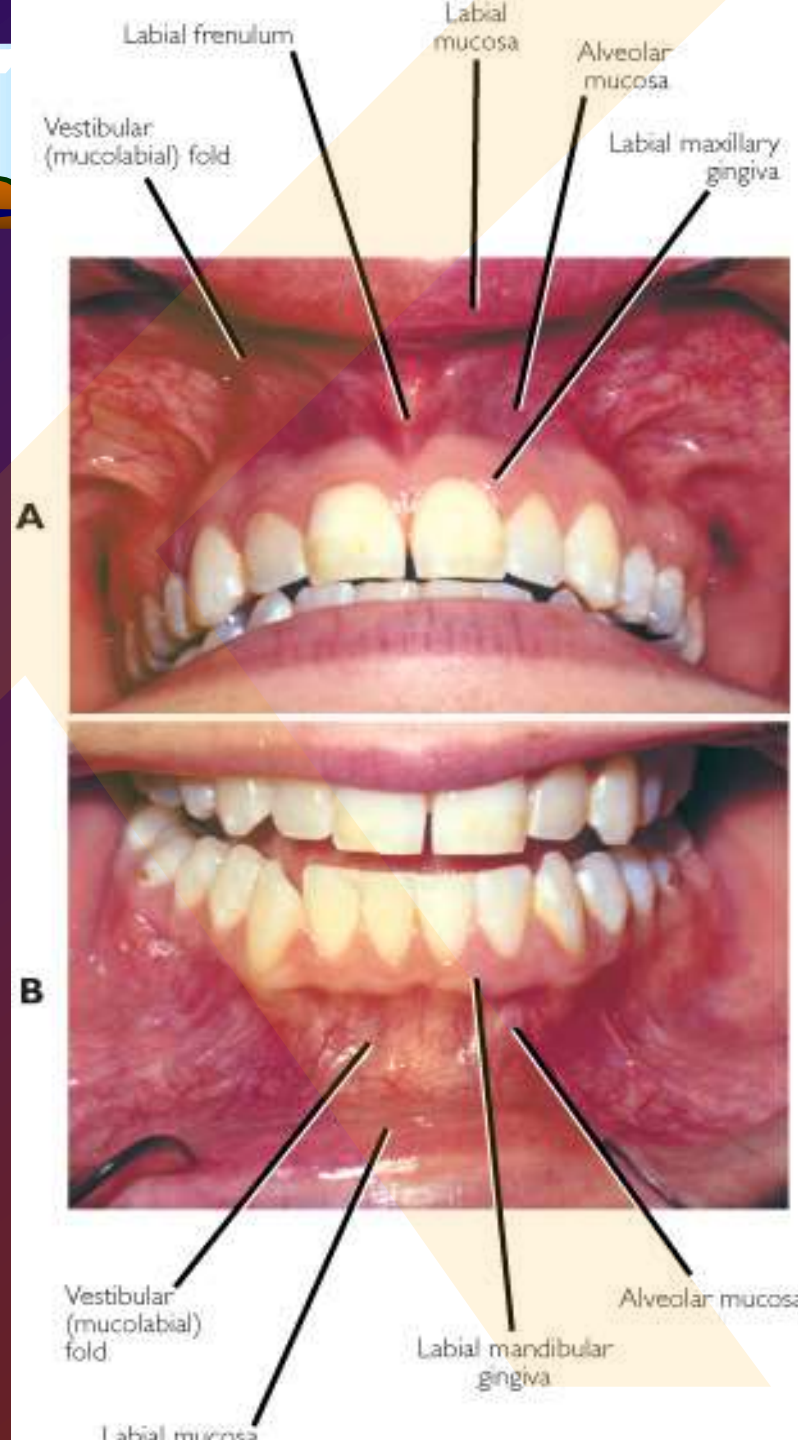 Labial frenulum
Labial
mucosa
Alveolar
mucosa
Vestibular
(mucolabial) fold
Labial maxillary
gingiva
A
B
Vestibular
(mucolabial)
fold
Alveolar mucosa
Labial mandibular
gingiva
Labial mucosa